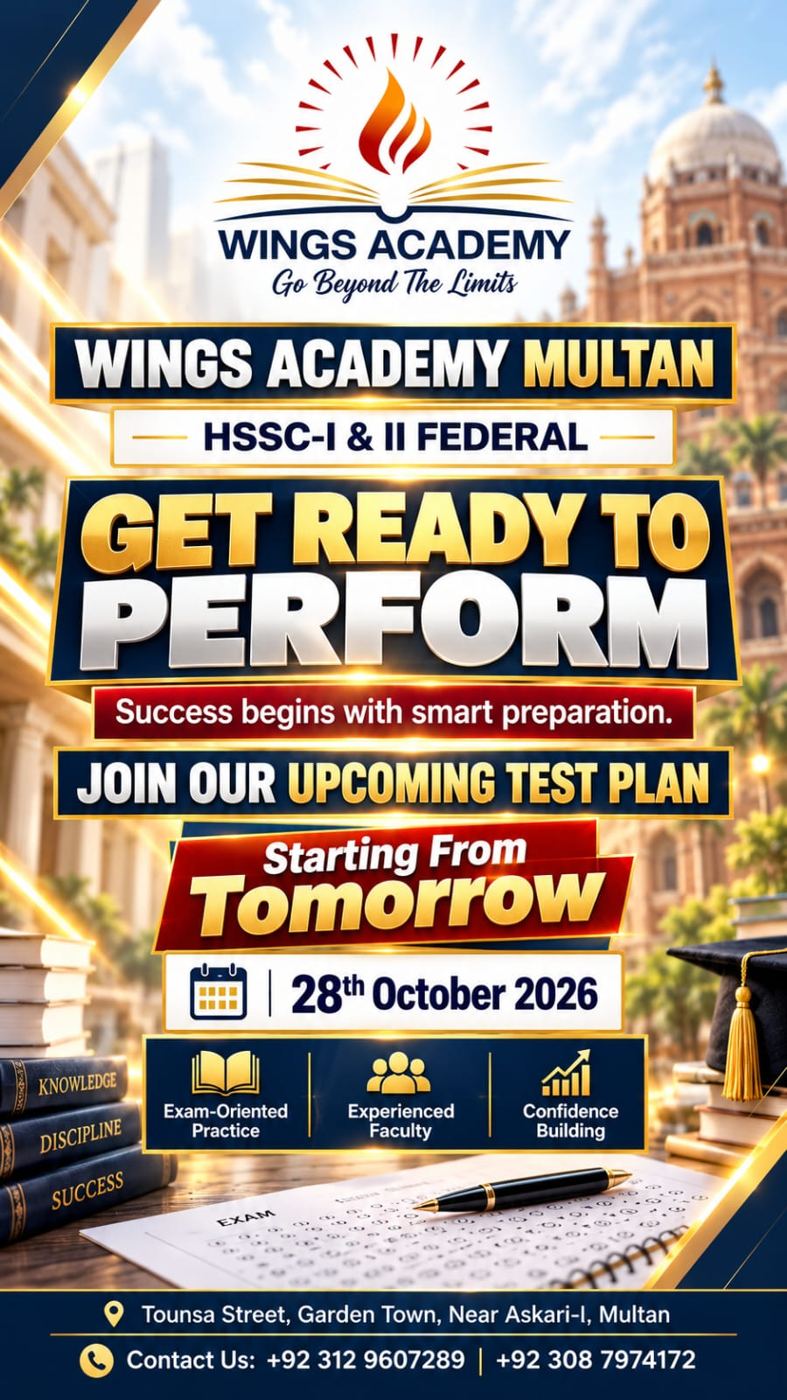 WINGS ACADEMY
Go Beyond The Limits
WINGS ACADEMY MULTAN
HSSC-I & II FEDERAL
GET READY TO
PERFORM
Success begins with smart preparation.
JOIN OUR UPCOMING TEST PLAN
Starting From
Tomorrow
28th October 2026
Exam-Oriented
Practice
Experienced
Faculty
Confidence
Building
KNOWLEDGE
DISCIPLINE
SUCCESS
EXAM
Tounsa Street, Garden Town, Near Askari-I, Multan
Contact Us: +92 312 9607289 | +92 308 7974172